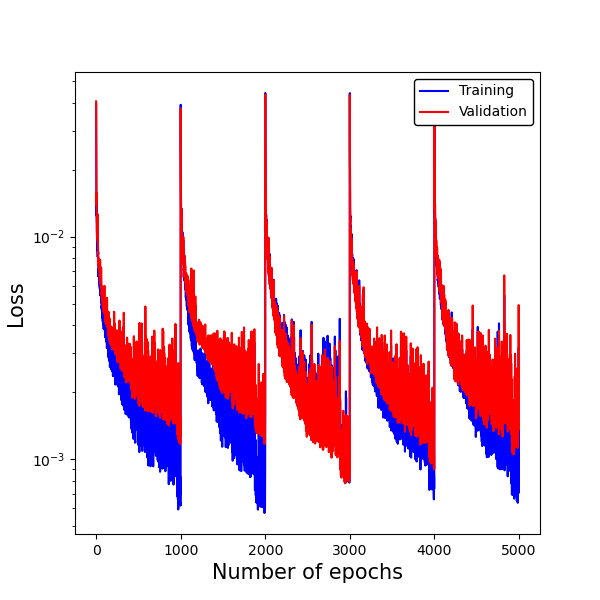 Training
Validation
Loss
10⁻²
10⁻³
0 1000 2000 3000 4000 5000
Number of epochs